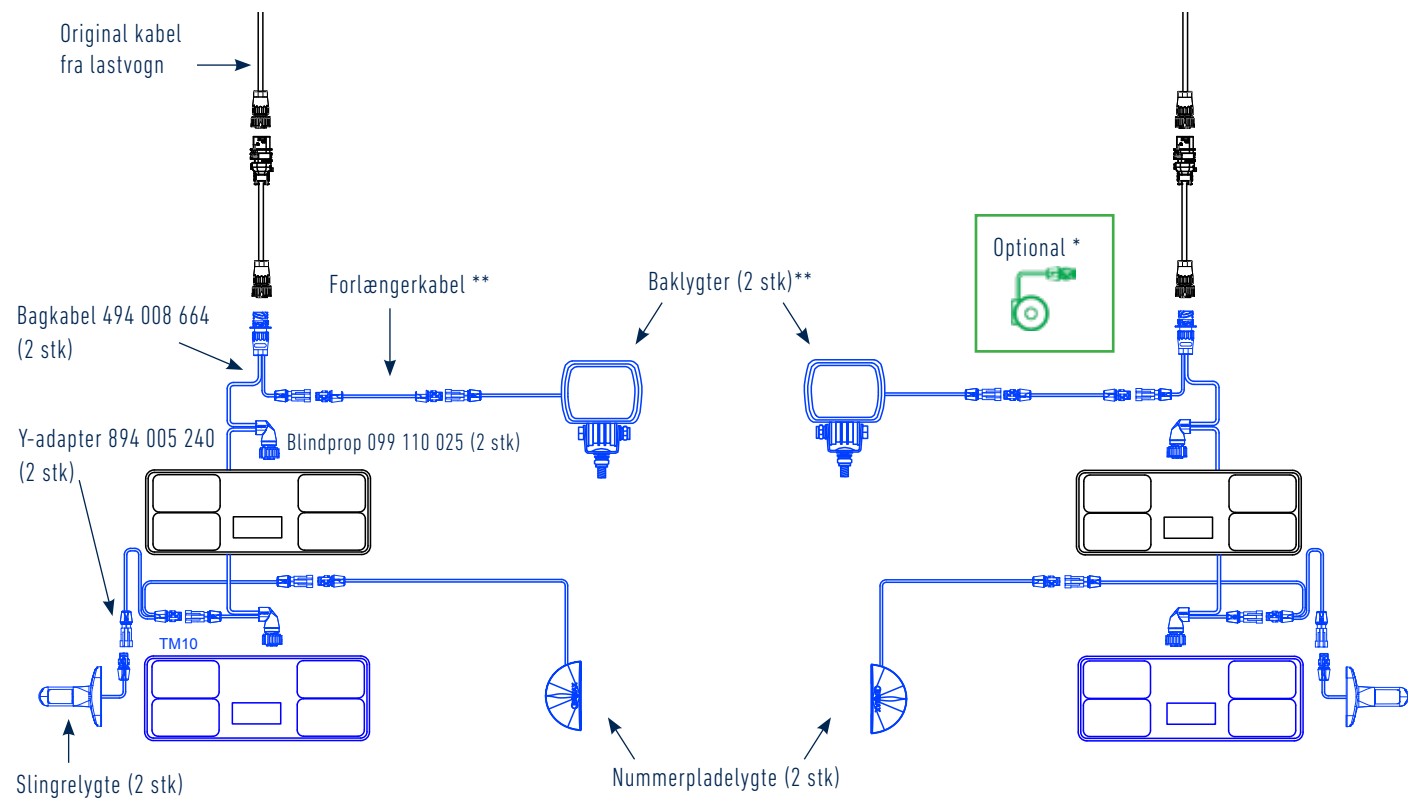 Original kabel
fra lastvogn
Optional *
Forlængerkabel **
Baklygter (2 stk)**
Bagkabel 494 008 664
(2 stk)
Y-adapter 894 005 240
(2 stk)
Blindprop 099 110 025 (2 stk)
TM10
Slingrelygte (2 stk)
Nummerpladelygte (2 stk)